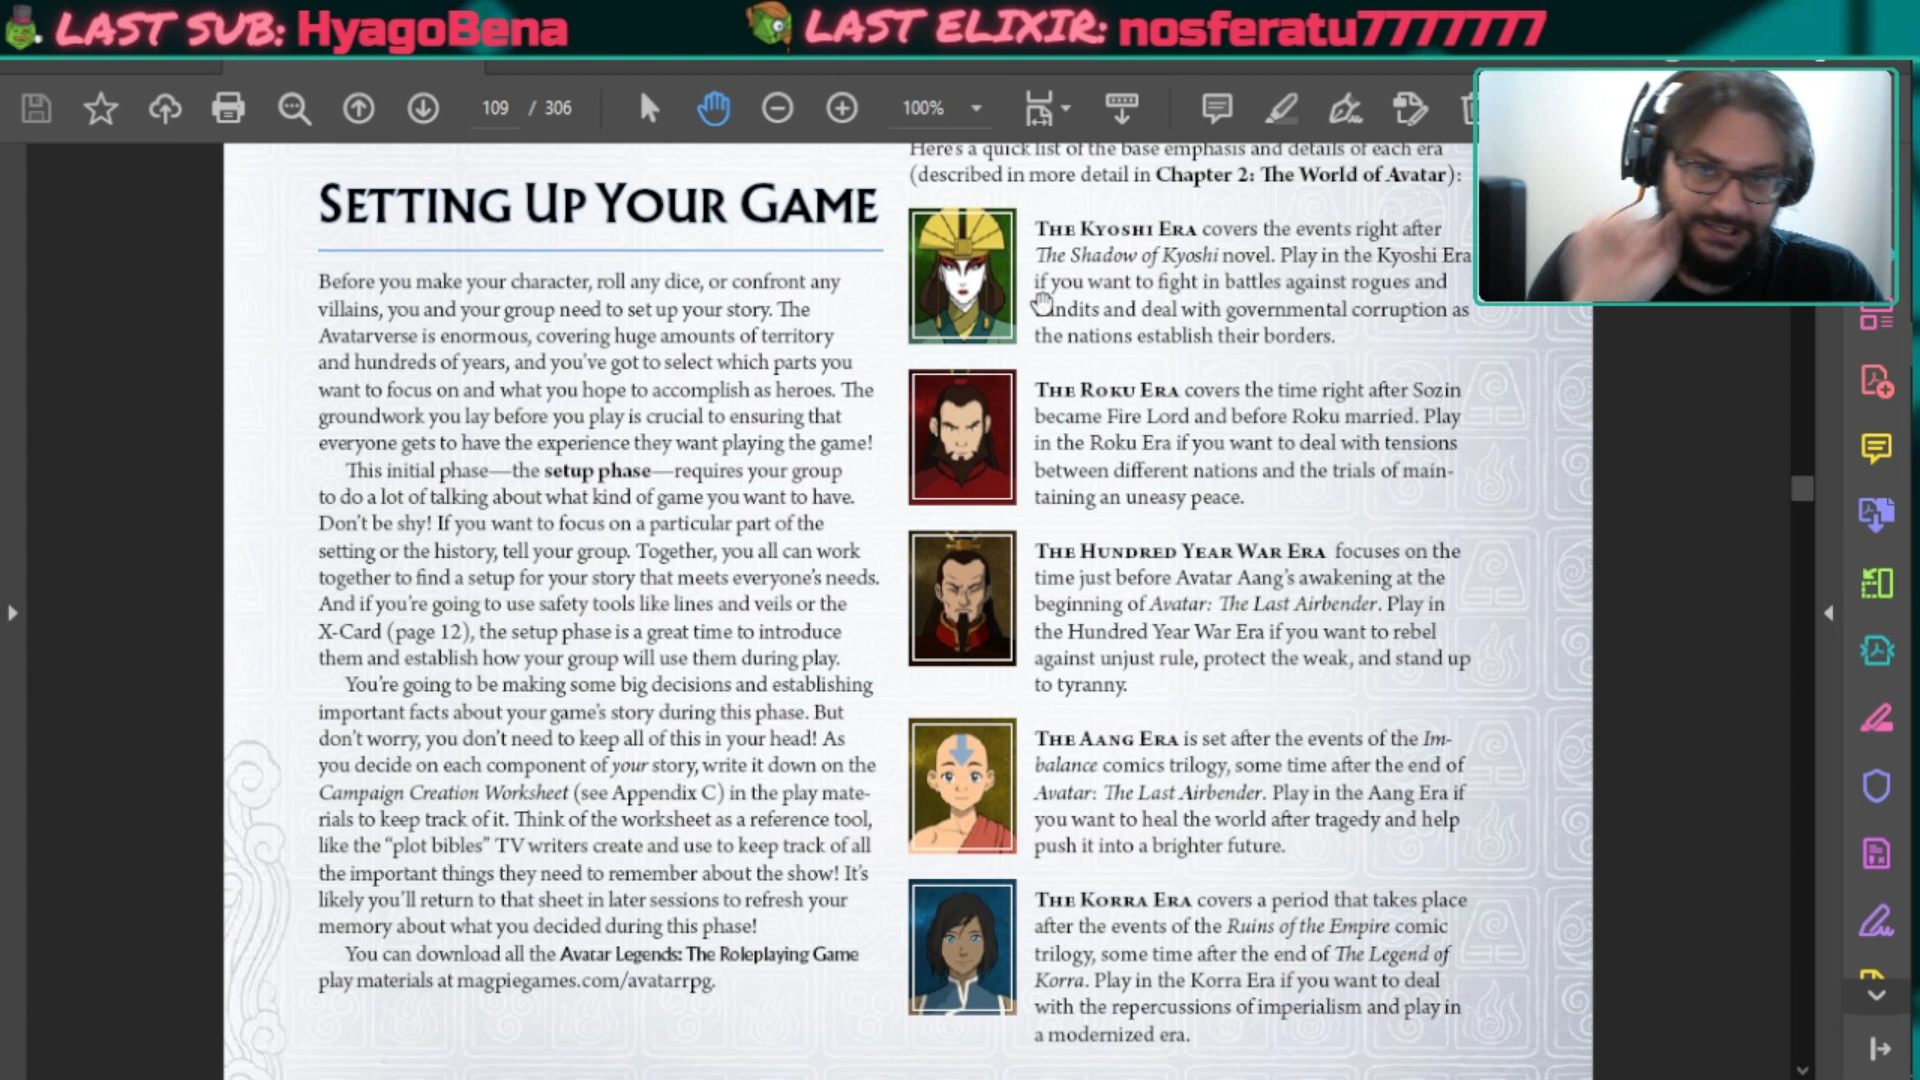 LAST SUB: HyagoBena
LAST ELIXIR: nosferatu7777777
109 / 306
100%
SETTING UP YOUR GAME
Before you make your character, roll any dice, or confront any
villains, you and your group need to set up your story. The
Avatarverse is enormous, covering huge amounts of territory
and hundreds of years, and you've got to select which parts you
want to focus on and what you hope to accomplish as heroes. The
groundwork you lay before you play is crucial to ensuring that
everyone gets to have the experience they want playing the game!
This initial phase—the setup phase—requires your group
to do a lot of talking about what kind of game you want to have.
Don't be shy! If you want to focus on a particular part of the
setting or the history, tell your group. Together, you all can work
together to find a setup for your story that meets everyone's needs.
And if you're going to use safety tools like lines and veils or the
X-Card (page 12), the setup phase is a great time to introduce
them and establish how your group will use them during play.
You're going to be making some big decisions and establishing
important facts about your game's story during this phase. But
don't worry, you don't need to keep all of this in your head! As
you decide on each component of your story, write it down on the
Campaign Creation Worksheet (see Appendix C) in the play mate-
rials to keep track of it. Think of the worksheet as a reference tool,
like the "plot bibles" TV writers create and use to keep track of all
the important things they need to remember about the show! It's
likely you'll return to that sheet in later sessions to refresh your
memory about what you decided during this phase!
You can download all the Avatar Legends: The Roleplaying Game
play materials at magpiegames.com/avatarrpg.
Here's a quick list of the base emphasis and details of each era
(described in more detail in Chapter 2: The World of Avatar):
THE KYOSHI ERA covers the events right after
The Shadow of Kyoshi novel. Play in the Kyoshi Era
if you want to fight in battles against rogues and
andits and deal with governmental corruption as
the nations establish their borders.
THE ROKU ERA covers the time right after Sozin
became Fire Lord and before Roku married. Play
in the Roku Era if you want to deal with tensions
between different nations and the trials of main-
taining an uneasy peace.
THE HUNDRED YEAR WAR ERA focuses on the
time just before Avatar Aang's awakening at the
beginning of Avatar: The Last Airbender. Play in
the Hundred Year War Era if you want to rebel
against unjust rule, protect the weak, and stand up
to tyranny.
THE AANG ERA is set after the events of the Im-
balance comics trilogy, some time after the end of
Avatar: The Last Airbender. Play in the Aang Era if
you want to heal the world after tragedy and help
push it into a brighter future.
THE KORRA ERA covers a period that takes place
after the events of the Ruins of the Empire comic
trilogy, some time after the end of The Legend of
Korra. Play in the Korra Era if you want to deal
with the repercussions of imperialism and play in
a modernized era.